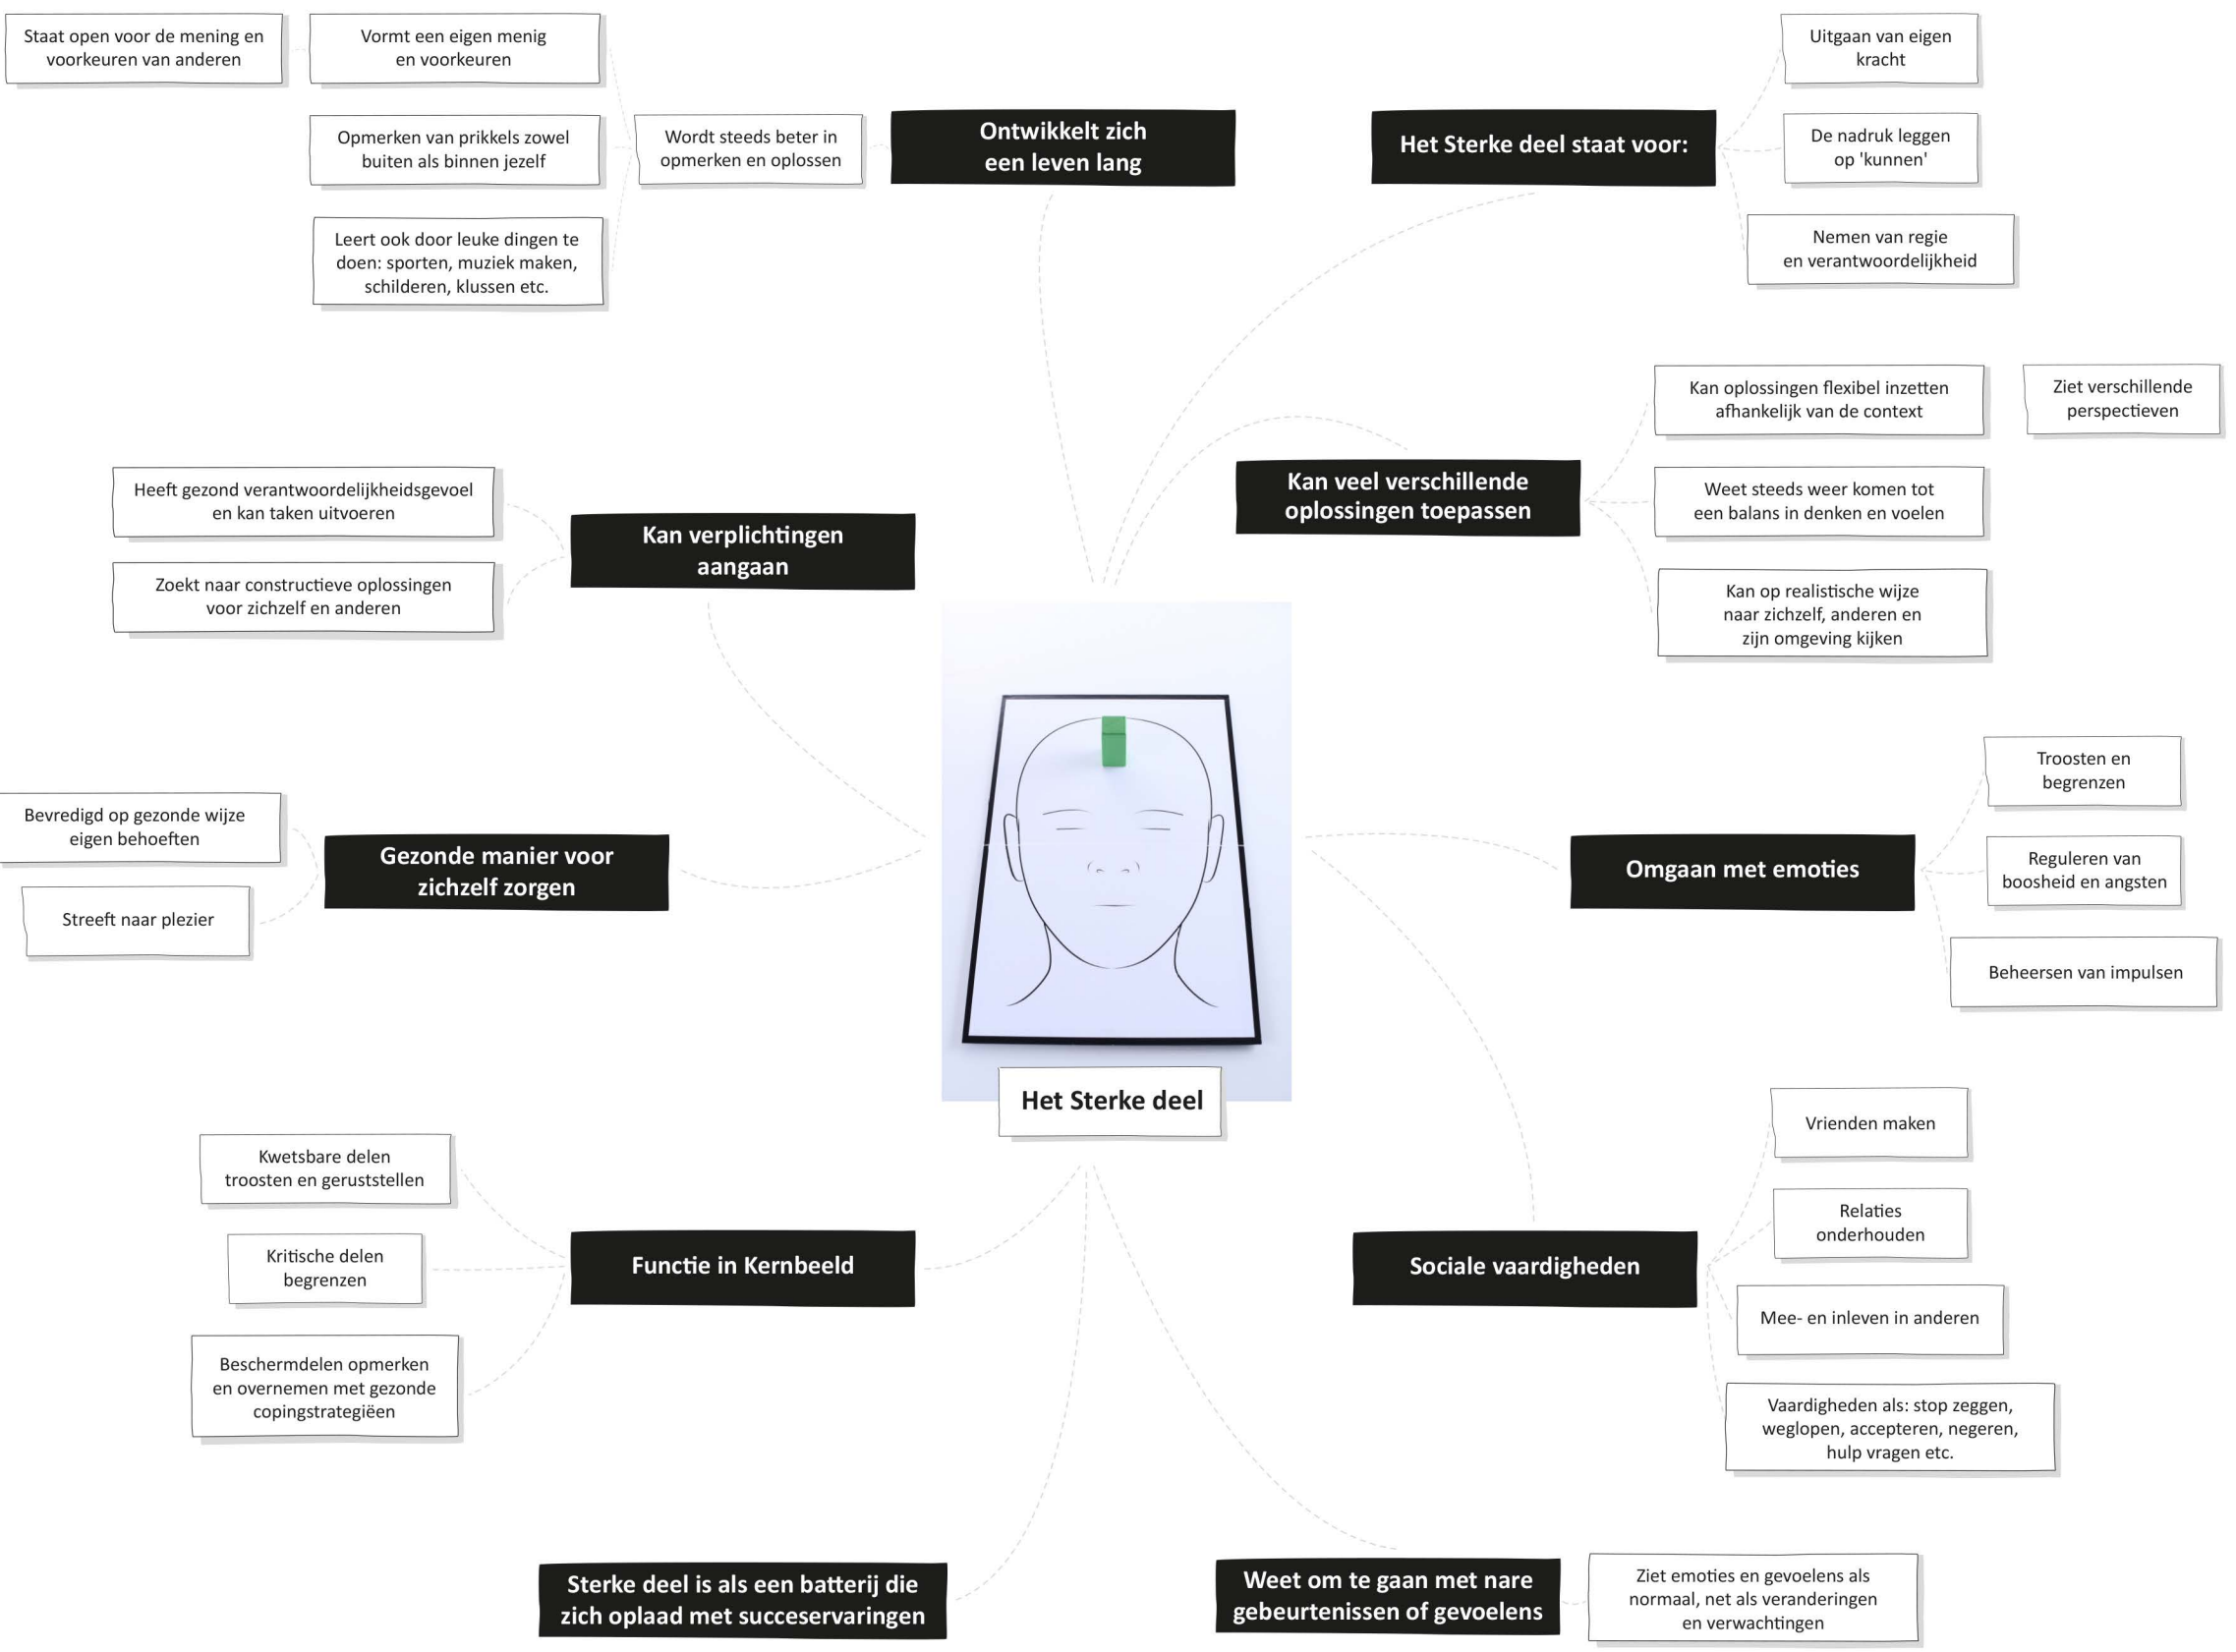 Staat open voor de mening en
voorkeuren van anderen
Vormt een eigen menig
en voorkeuren
Opmerken van prikkels zowel
buiten als binnen jezelf
Leert ook door leuke dingen te
doen: sporten, muziek maken,
schilderen, klussen etc.
Wordt steeds beter in
opmerken en oplossen
Ontwikkelt zich
een leven lang
Het Sterke deel staat voor:
Uitgaan van eigen
kracht
De nadruk leggen
op 'kunnen'
Nemen van regie
en verantwoordelijkheid
Kan veel verschillende
oplossingen toepassen
Kan oplossingen flexibel inzetten
afhankelijk van de context
Ziet verschillende
perspectieven
Weet steeds weer komen tot
een balans in denken en voelen
Kan op realistische wijze
naar zichzelf, anderen en
zijn omgeving kijken
Heeft gezond verantwoordelijkheidsgevoel
en kan taken uitvoeren
Zoekt naar constructieve oplossingen
voor zichzelf en anderen
Kan verplichtingen
aangaan
Bevredigd op gezonde wijze
eigen behoeften
Streeft naar plezier
Gezonde manier voor
zichzelf zorgen
Omgaan met emoties
Troosten en
begrenzen
Reguleren van
boosheid en angsten
Beheersen van impulsen
Het Sterke deel
Kwetsbare delen
troosten en geruststellen
Kritische delen
begrenzen
Beschermdelen opmerken
en overnemen met gezonde
copingstrategiëen
Functie in Kernbeeld
Sociale vaardigheden
Vrienden maken
Relaties
onderhouden
Mee- en inleven in anderen
Vaardigheden als: stop zeggen,
weglopen, accepteren, negeren,
hulp vragen etc.
Sterke deel is als een batterij die
zich oplaad met succeservaringen
Weet om te gaan met nare
gebeurtenissen of gevoelens
Ziet emoties en gevoelens als
normaal, net als veranderingen
en verwachtingen